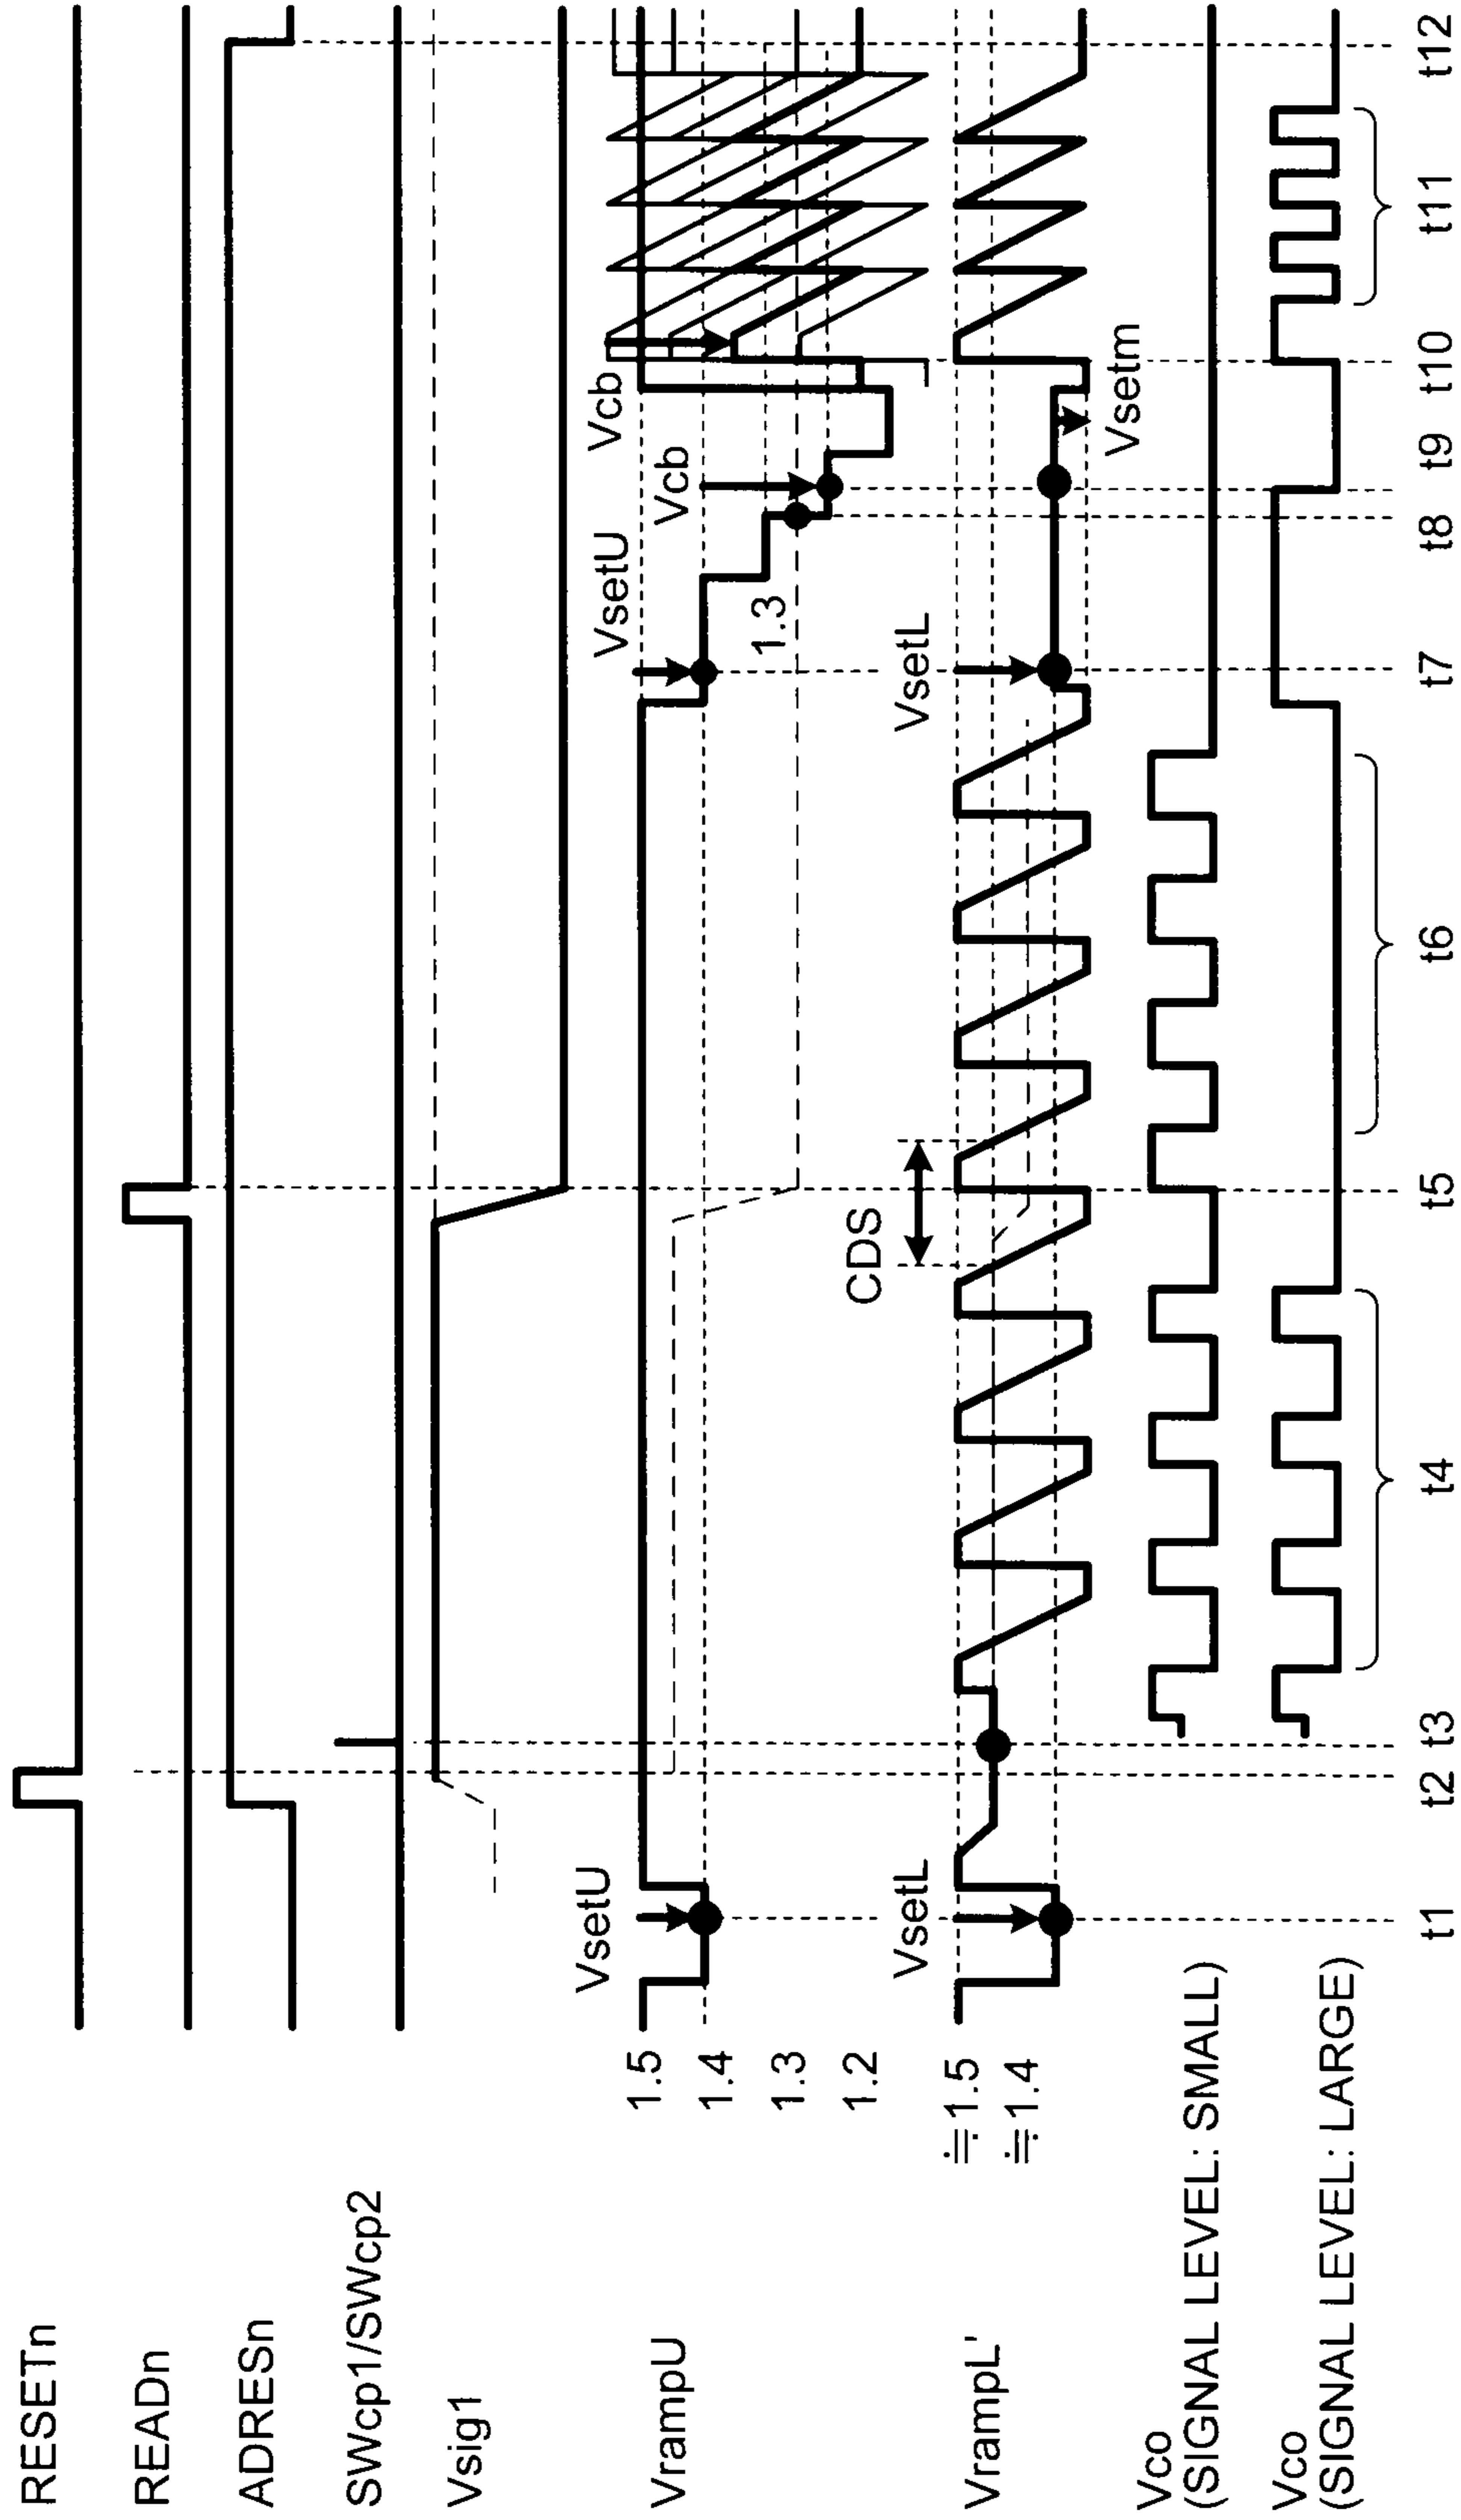 RESETn
READn
ADRESn
SWcp1/SWcp2
Vsig1
VrampU
1.5
1.4
1.3
1.2
VsetU
VsetU
1.3
Vcb
Vcb
VrampL'
≒1.5
≒1.4
VsetL
CDS
VsetL
Vsetm
Vco
(SIGNAL LEVEL: SMALL)
Vco
(SIGNAL LEVEL: LARGE)
t1 t2 t3 t4 t5 t6 t7 t8 t9 t10 t11 t12